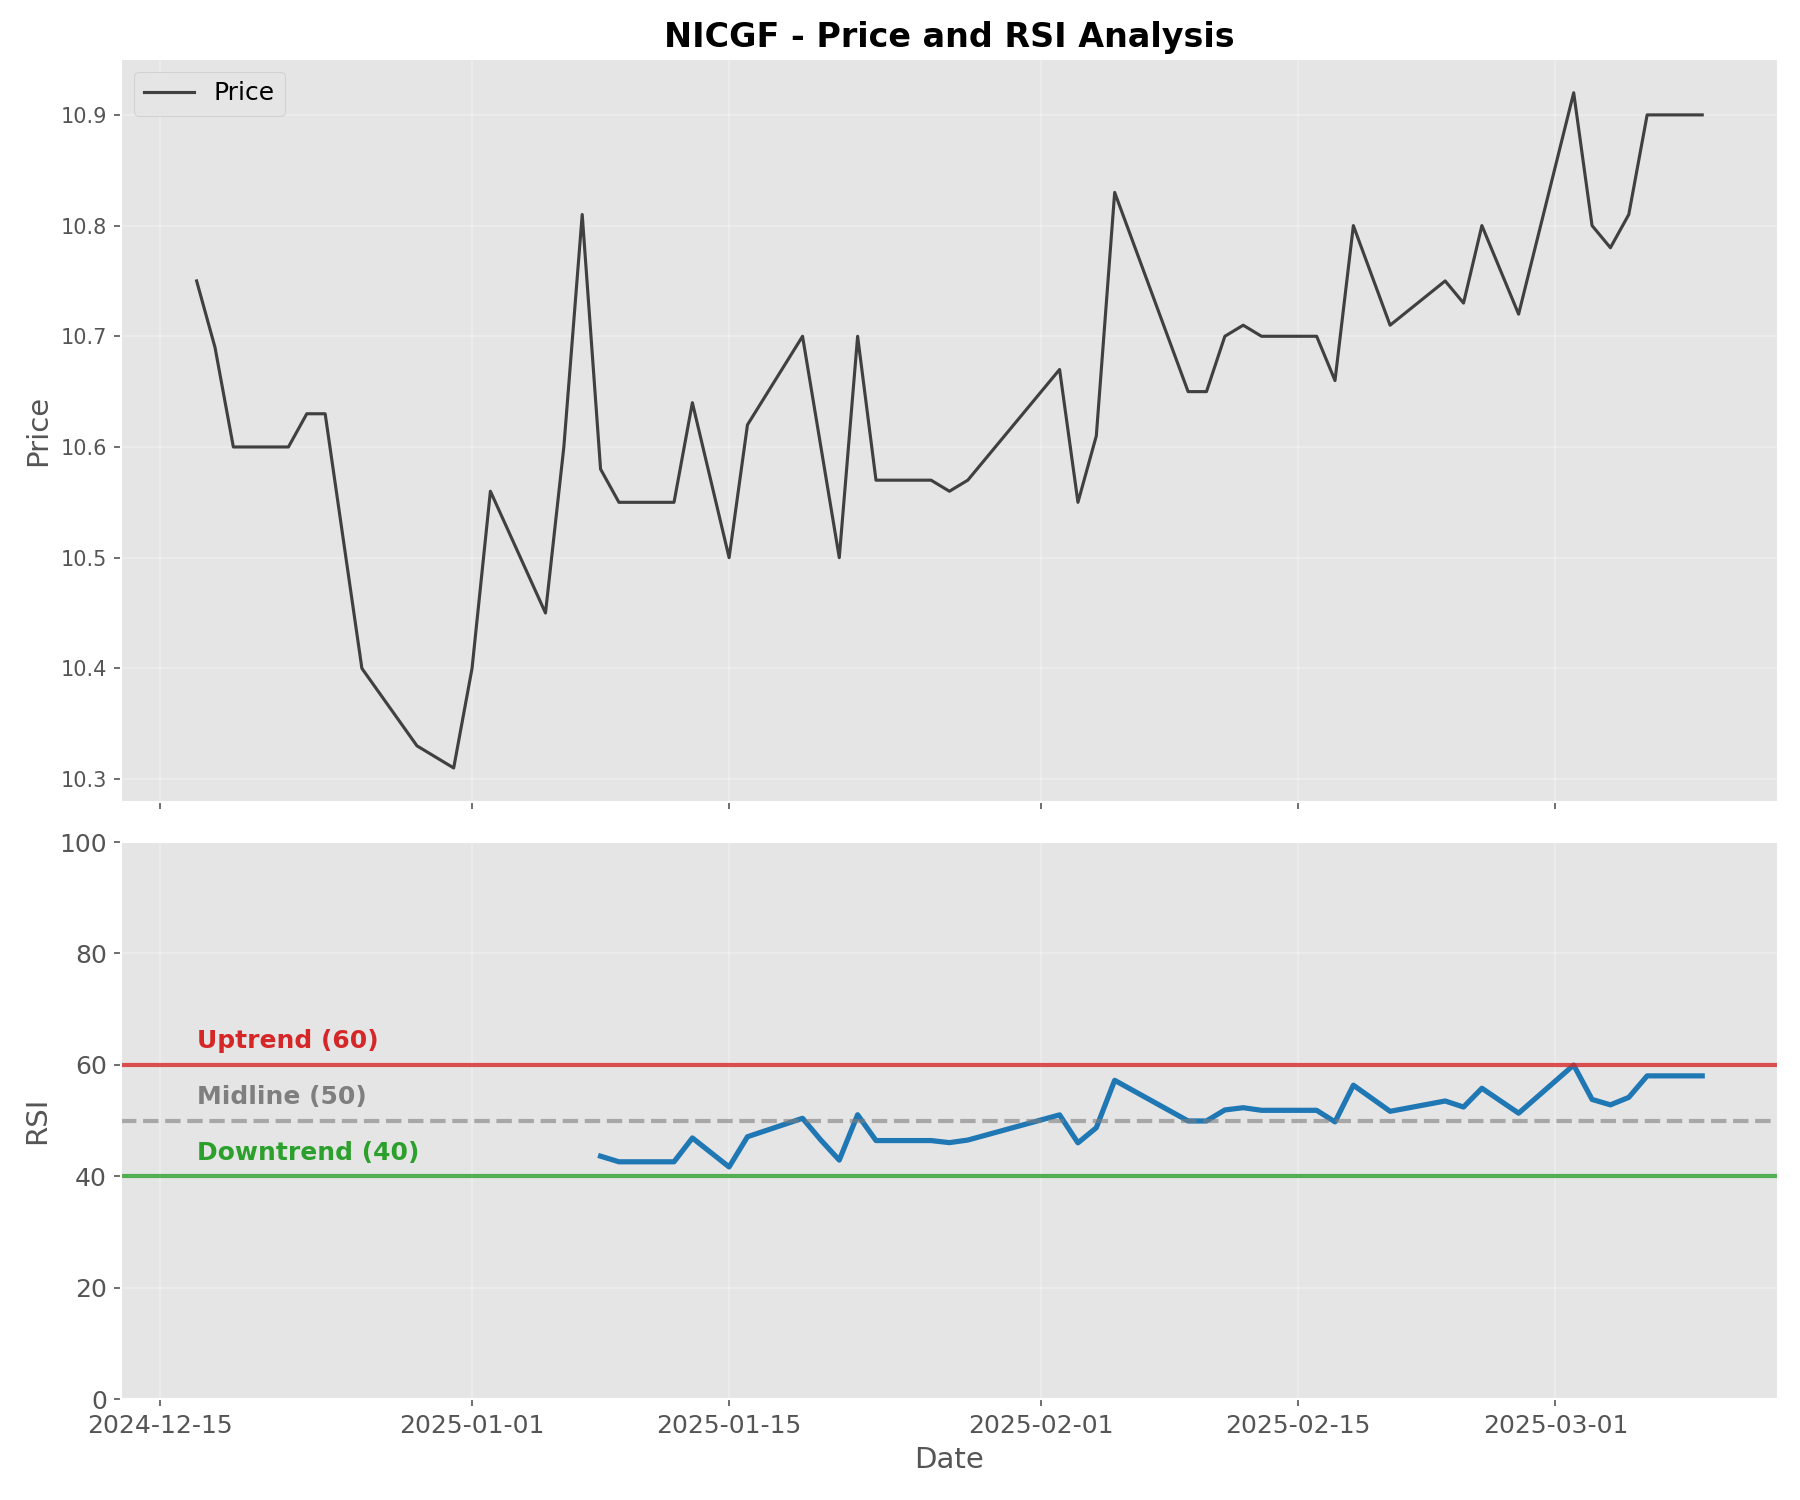 NICGF - Price and RSI Analysis
Price
10.9
10.8
10.7
10.6
10.5
10.4
10.3
Price
100
80
60
40
20
0
RSI
Uptrend (60)
Midline (50)
Downtrend (40)
2024-12-15
2025-01-01
2025-01-15
2025-02-01
2025-02-15
2025-03-01
Date